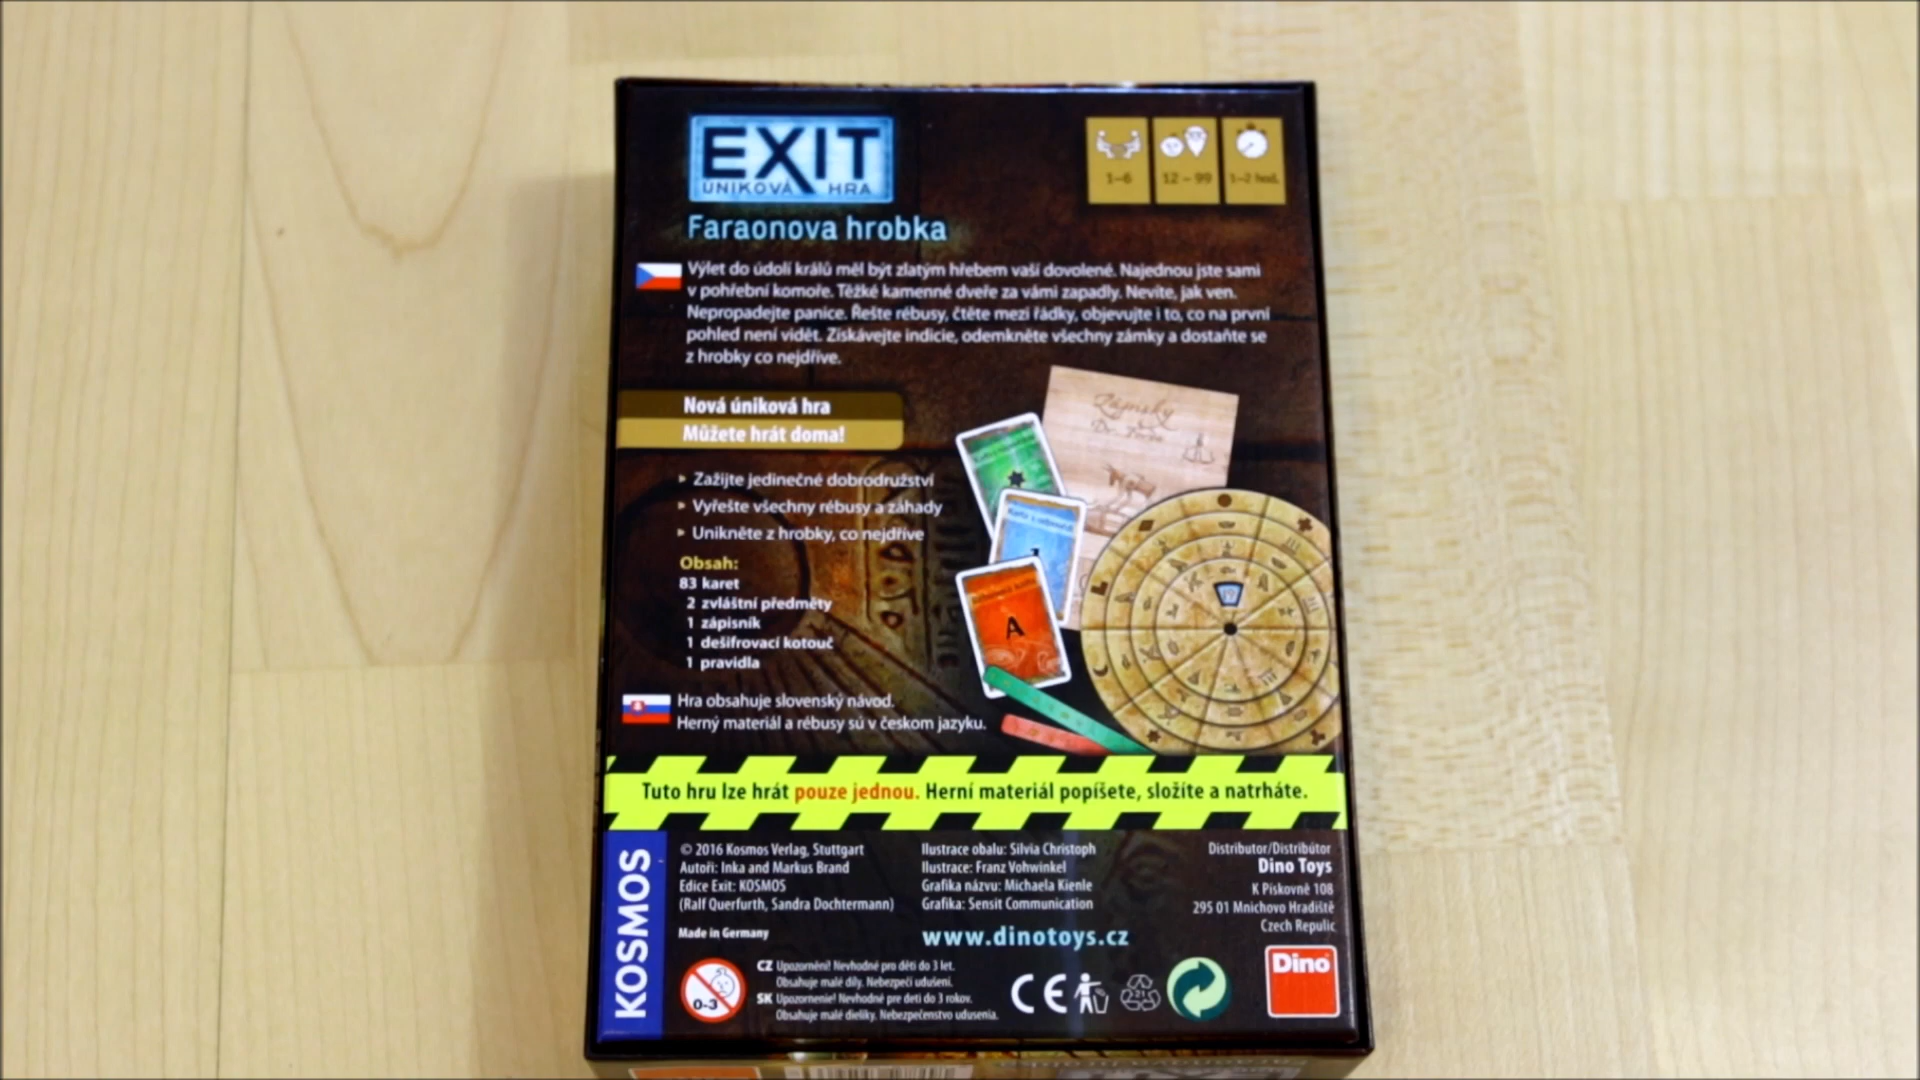 EXIT
ÚNIKOVÁ HRA
1–6
12 – 99
1–2 hod.
Faraonova hrobka
Výlet do údolí králů měl být zlatým hřebem vaší dovolené. Najednou jste sami
v pohřební komoře. Těžké kamenné dveře za vámi zapadly. Nevíte, jak ven.
Nepropadejte panice. Řešte rébusy, čtěte mezi řádky, objevujte i to, co na první
pohled není vidět. Získávejte indicie, odemkněte všechny zámky a dostaňte se
z hrobky co nejdříve.
Nová úniková hra
Můžete hrát doma!
Zažijte jedinečné dobrodružství
Vyřešte všechny rébusy a záhady
Unikněte z hrobky, co nejdříve
Obsah:
83 karet
2 zvláštní předměty
1 zápisník
1 dešifrovací kotouč
1 pravidla
A
Hra obsahuje slovenský návod.
Herný materiál a rébusy sú v českom jazyku.
Tuto hru lze hrát pouze jednou. Herní materiál popíšete, složíte a natrháte.
KOSMOS
© 2016 Kosmos Verlag, Stuttgart
Autoři: Inka and Markus Brand
Edice Exit: KOSMOS
(Ralf Querfurth, Sandra Dochtermann)
Made in Germany
Ilustrace obalu: Silvia Christoph
Ilustrace: Franz Vohwinkel
Grafika názvu: Michaela Kienle
Grafika: Sensit Communication
www.dinotoys.cz
Distributor/Distribútor
Dino Toys
K Pískovně 108
295 01 Mnichovo Hradiště
Czech Repulic
0-3
CZ Upozornění! Nevhodné pro děti do 3 let.
Obsahuje malé díly. Nebezpečí udušení.
SK Upozornenie! Nevhodné pre deti do 3 rokov.
Obsahuje malé dieliky. Nebezpečenstvo udusenia.
CE
21
Dino